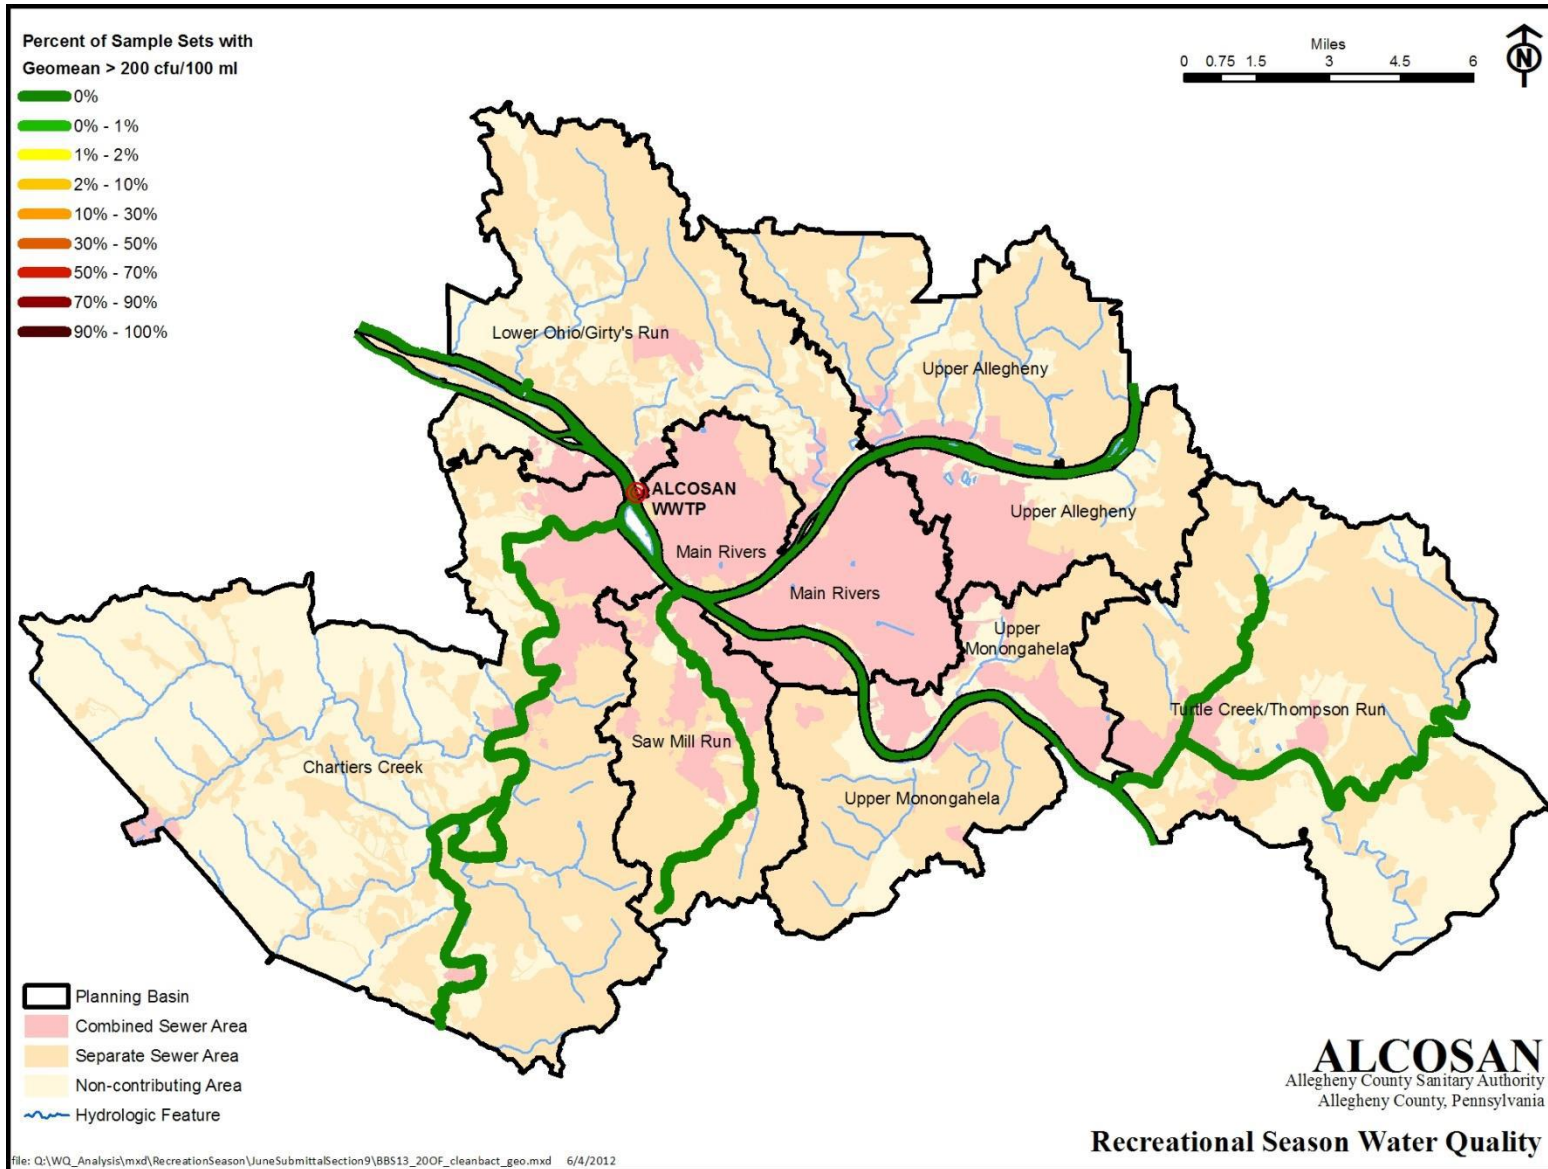 Percent of Sample Sets with
Geomean > 200 cfu/100 ml
0%
0% - 1%
1% - 2%
2% - 10%
10% - 30%
30% - 50%
50% - 70%
70% - 90%
90% - 100%
Miles
0 0.75 1.5 3 4.5 6
N
Lower Ohio/Girty's Run
Upper Allegheny
ALCOSAN
WWTP
Upper Allegheny
Main Rivers
Main Rivers
Upper
Monongahela
Turtle Creek/Thompson Run
Saw Mill Run
Chartiers Creek
Upper Monongahela
Planning Basin
Combined Sewer Area
Separate Sewer Area
Non-contributing Area
Hydrologic Feature
ALCOSAN
Allegheny County Sanitary Authority
Allegheny County, Pennsylvania
Recreational Season Water Quality
file: Q:\WQ_Analysis\mxd\RecreationSeason\JuneSubmittalSection9\BBS13_20OF_cleanbact_geo.mxd 6/4/2012